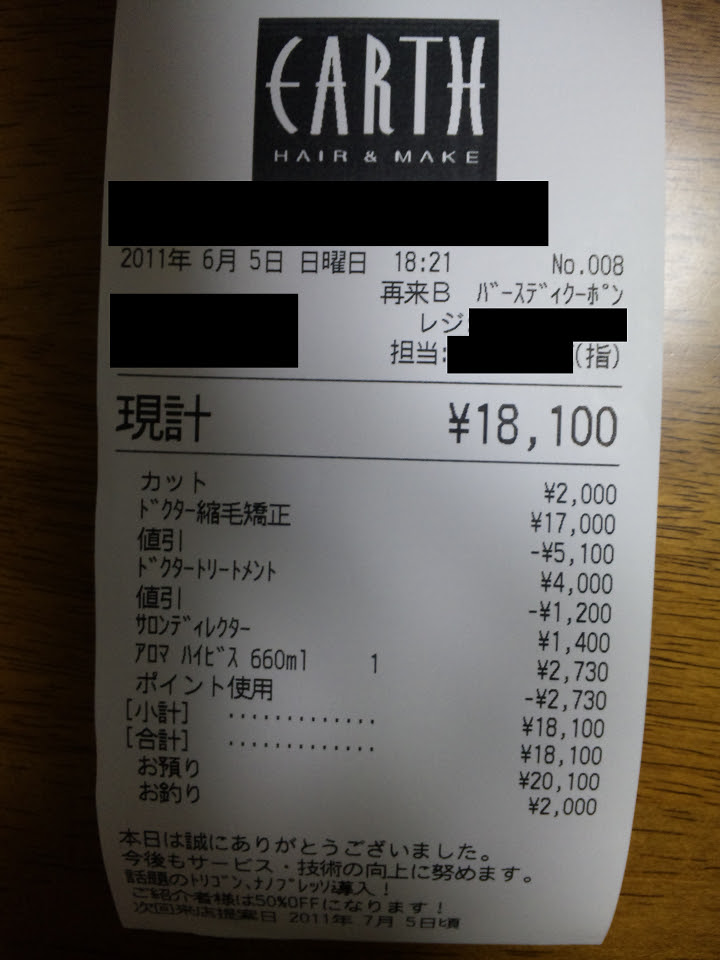 EARTH
HAIR & MAKE
2011年 6月 5日 日曜日 18:21 No.008
再来B ﾊﾞｰｽﾃﾞｨｸｰﾎﾟﾝ
レジ:
担当: (指)
現計 ¥18,100
カット ¥2,000
ﾄﾞｸﾀｰ縮毛矯正 ¥17,000
値引 -¥5,100
ﾄﾞｸﾀｰﾄﾘｰﾄﾒﾝﾄ ¥4,000
値引 -¥1,200
ｻﾛﾝﾃﾞｨﾚｸﾀｰ ¥1,400
ｱﾛﾏ ﾊｲﾋﾞｽ 660ml 1 ¥2,730
ポイント使用 -¥2,730
[小計] ............. ¥18,100
[合計] ............. ¥18,100
お預り ¥20,100
お釣り ¥2,000
本日は誠にありがとうございました。
今後もサービス・技術の向上に努めます。
話題のﾄﾘｺﾞﾝ、ﾅﾉﾌﾟﾚｯｿ導入！
ご紹介者様は50%OFFになります！
次回来店提案日 2011年 7月 5日頃